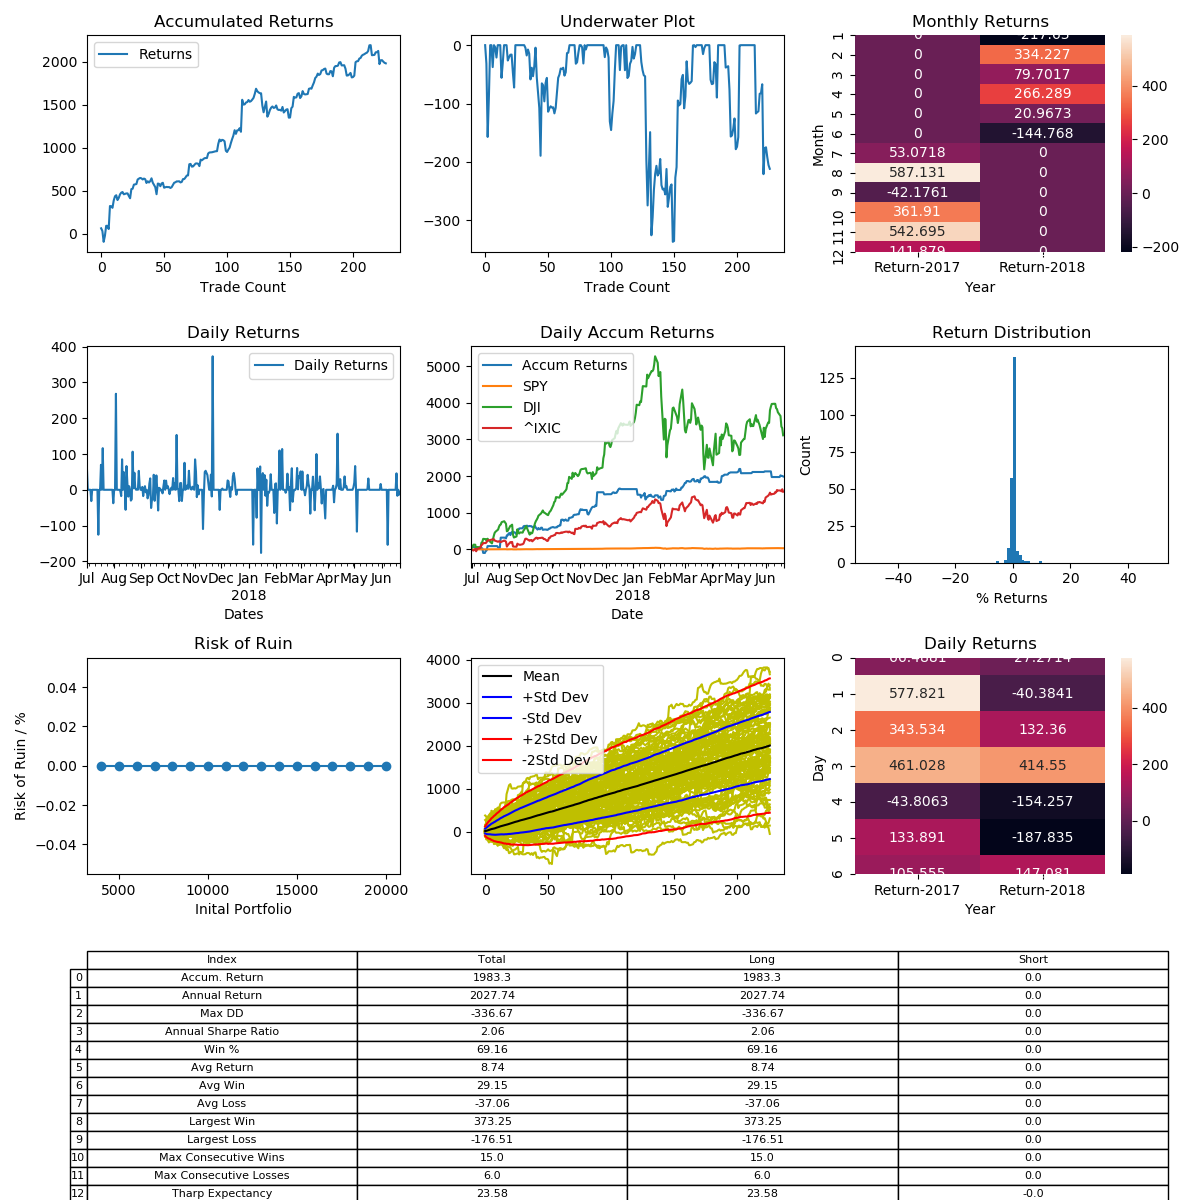 Accumulated Returns
Returns
2000
1500
1000
500
0
0 50 100 150 200
Trade Count
Underwater Plot
0
−100
−200
−300
0 50 100 150 200
Trade Count
Monthly Returns
Month
1 0 -217.65
2 0 334.227
3 0 79.7017
4 0 266.289
5 0 20.9673
6 0 -144.768
7 53.0718 0
8 587.131 0
9 -42.1761 0
10 361.91 0
11 542.695 0
12 141.879 0
Return-2017 Return-2018
Year
400
200
0
−200
Daily Returns
Daily Returns
400
300
200
100
0
−100
−200
Jul Aug Sep Oct Nov Dec Jan Feb Mar Apr May Jun
2018
Dates
Daily Accum Returns
Accum Returns
SPY
DJI
^IXIC
5000
4000
3000
2000
1000
0
Jul Aug Sep Oct Nov Dec Jan Feb Mar Apr May Jun
2018
Date
Return Distribution
Count
125
100
75
50
25
0
−40 −20 0 20 40
% Returns
Risk of Ruin
Risk of Ruin / %
0.04
0.02
0.00
−0.02
−0.04
5000 10000 15000 20000
Inital Portfolio
Mean
+Std Dev
-Std Dev
+2Std Dev
-2Std Dev
4000
3000
2000
1000
0
0 50 100 150 200
Daily Returns
Day
0
1 577.821 -40.3841
2 343.534 132.36
3 461.028 414.55
4 -43.8063 -154.257
5 133.891 -187.835
6 105.555 147.081
Return-2017 Return-2018
Year
400
200
0
Index Total Long Short
0 Accum. Return 1983.3 1983.3 0.0
1 Annual Return 2027.74 2027.74 0.0
2 Max DD -336.67 -336.67 0.0
3 Annual Sharpe Ratio 2.06 2.06 0.0
4 Win % 69.16 69.16 0.0
5 Avg Return 8.74 8.74 0.0
6 Avg Win 29.15 29.15 0.0
7 Avg Loss -37.06 -37.06 0.0
8 Largest Win 373.25 373.25 0.0
9 Largest Loss -176.51 -176.51 0.0
10 Max Consecutive Wins 15.0 15.0 0.0
11 Max Consecutive Losses 6.0 6.0 0.0
12 Tharp Expectancy 23.58 23.58 -0.0